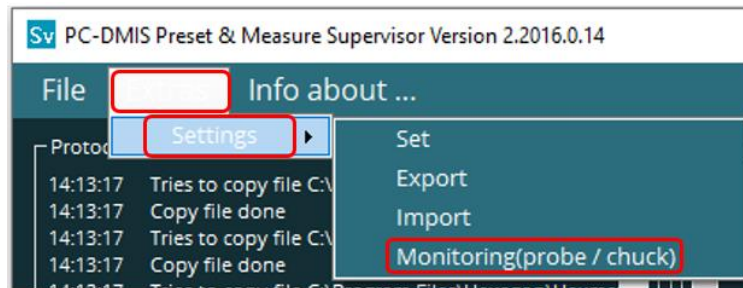 Sv PC-DMIS Preset & Measure Supervisor Version 2.2016.0.14
File Info about ...
Settings
Set
Export
Import
Monitoring(probe / chuck)
14:13:17 Tries to copy file C:\
14:13:17 Copy file done
14:13:17 Tries to copy file C:\
14:13:17 Copy file done